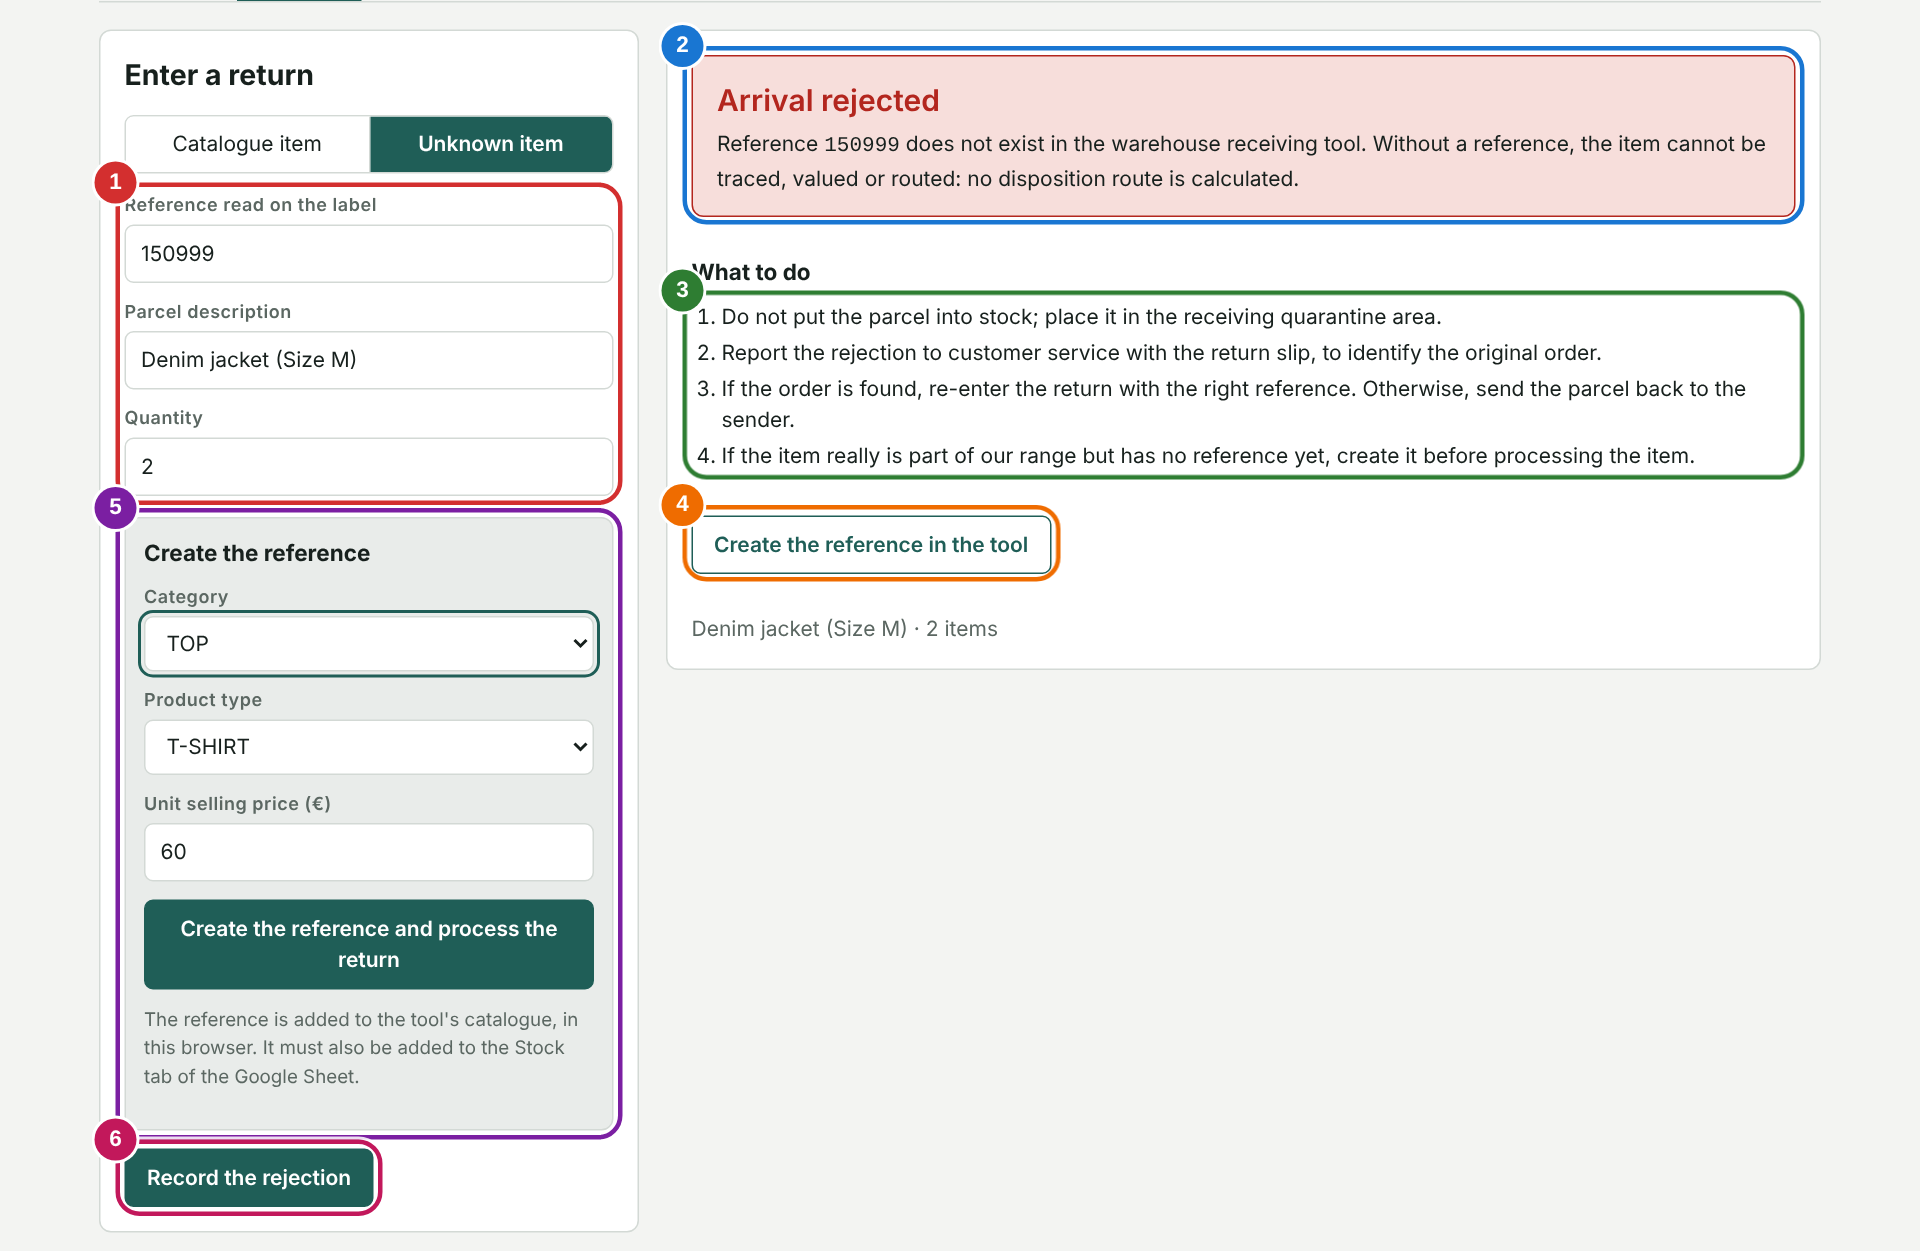 Enter a return
Catalogue item
Unknown item
1
Reference read on the label
150999
Parcel description
Denim jacket (Size M)
Quantity
2
5
Create the reference
Category
TOP
Product type
T-SHIRT
Unit selling price (€)
60
Create the reference and process the
return
The reference is added to the tool's catalogue, in
this browser. It must also be added to the Stock
tab of the Google Sheet.
6
Record the rejection
2
Arrival rejected
Reference 150999 does not exist in the warehouse receiving tool. Without a reference, the item cannot be
traced, valued or routed: no disposition route is calculated.
What to do
3
1. Do not put the parcel into stock; place it in the receiving quarantine area.
2. Report the rejection to customer service with the return slip, to identify the original order.
3. If the order is found, re-enter the return with the right reference. Otherwise, send the parcel back to the
sender.
4. If the item really is part of our range but has no reference yet, create it before processing the item.
4
Create the reference in the tool
Denim jacket (Size M) · 2 items